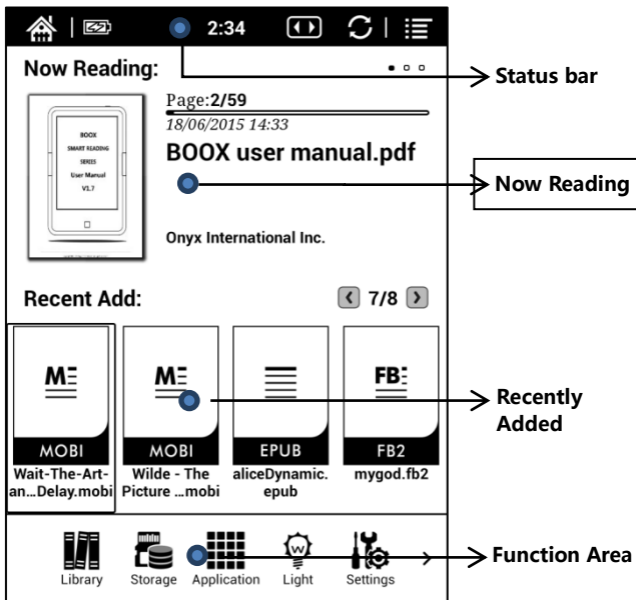 2:34
Status bar
Now Reading:
Page:2/59
18/06/2015 14:33
BOOX user manual.pdf
BOOX
SMART READING
SERIES
User Manual
V1.7
Now Reading
Onyx International Inc.
Recent Add:
7/8
M
M
FB
Recently
Added
MOBI
MOBI
EPUB
FB2
Wait-The-Art-
an...Delay.mobi
Wilde - The
Picture ...mobi
aliceDynamic.
epub
mygod.fb2
W
Function Area
Library
Storage
Application
Light
Settings